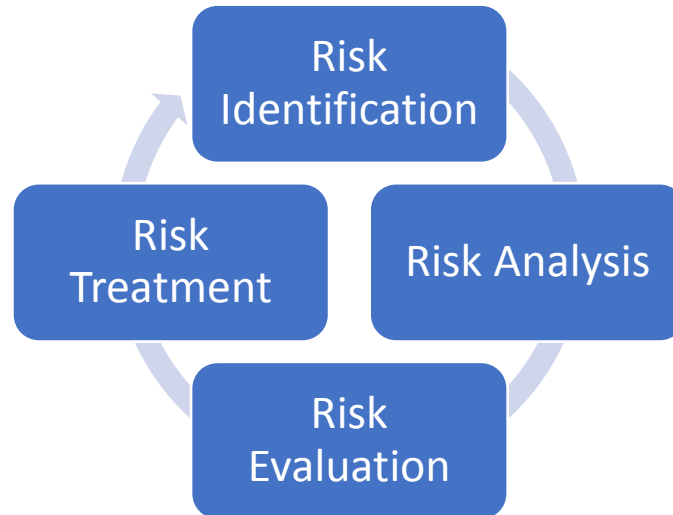 Risk
Identification
Risk Analysis
Risk
Evaluation
Risk
Treatment